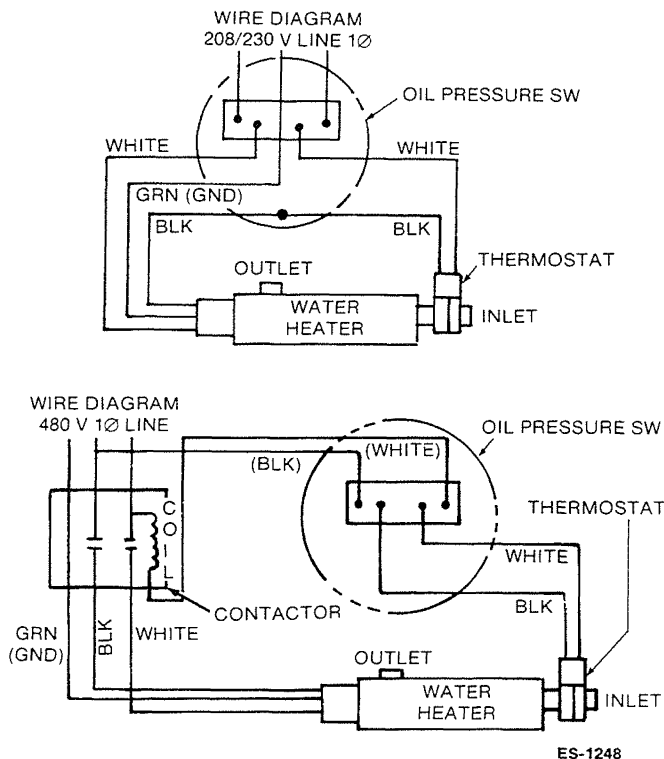 WIRE DIAGRAM
208/230 V LINE 1Ø
OIL PRESSURE SW
WHITE
WHITE
GRN (GND)
BLK
BLK
OUTLET
THERMOSTAT
WATER
HEATER
INLET
WIRE DIAGRAM
480 V 1Ø LINE
OIL PRESSURE SW
(BLK)
(WHITE)
COIL
THERMOSTAT
WHITE
BLK
CONTACTOR
GRN
(GND)
BLK
WHITE
OUTLET
WATER
HEATER
INLET
ES-1248